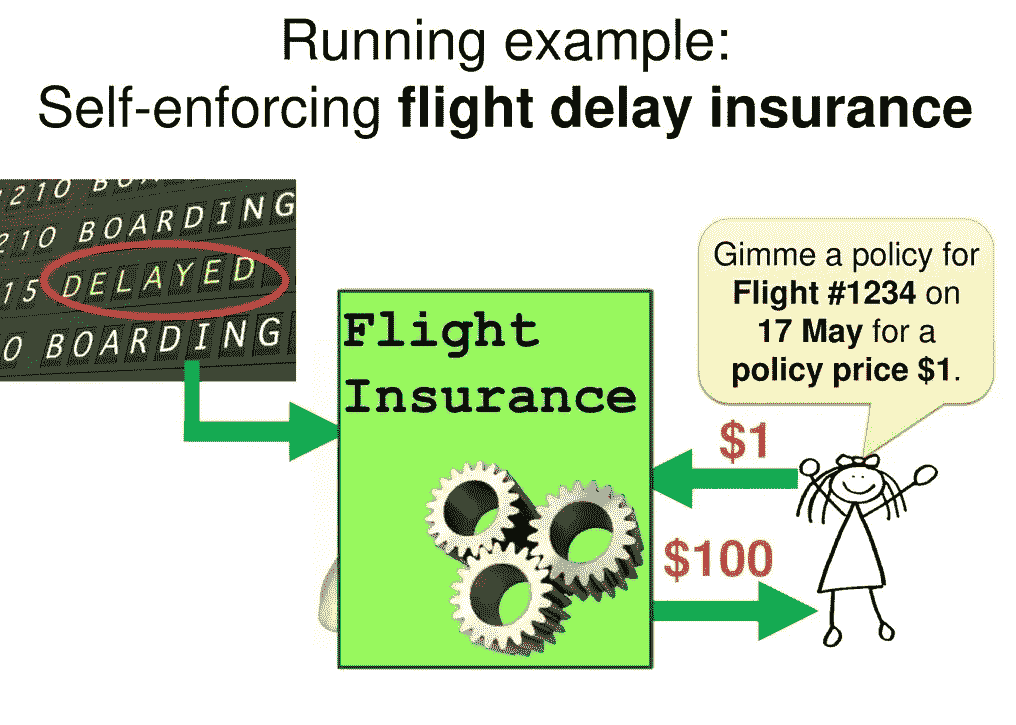 Running example:
Self-enforcing flight delay insurance
1210
210 BOARDING
15 DELAYED
0 BOARDING
Flight
Insurance
Gimme a policy for
Flight #1234 on
17 May for a
policy price $1.
$1
$100